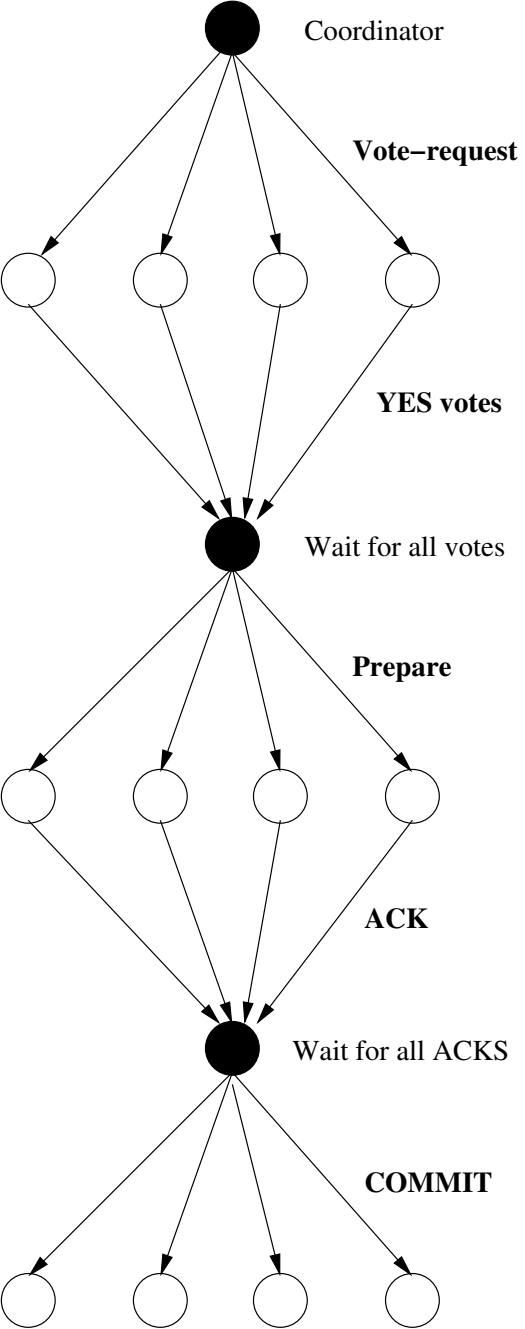 Coordinator
Vote−request
YES votes
Wait for all votes
Prepare
ACK
Wait for all ACKS
COMMIT